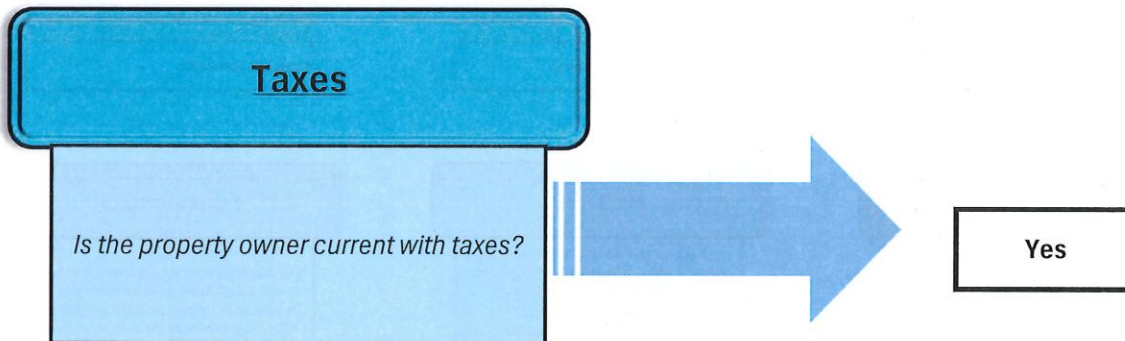 Taxes
Is the property owner current with taxes?
Yes